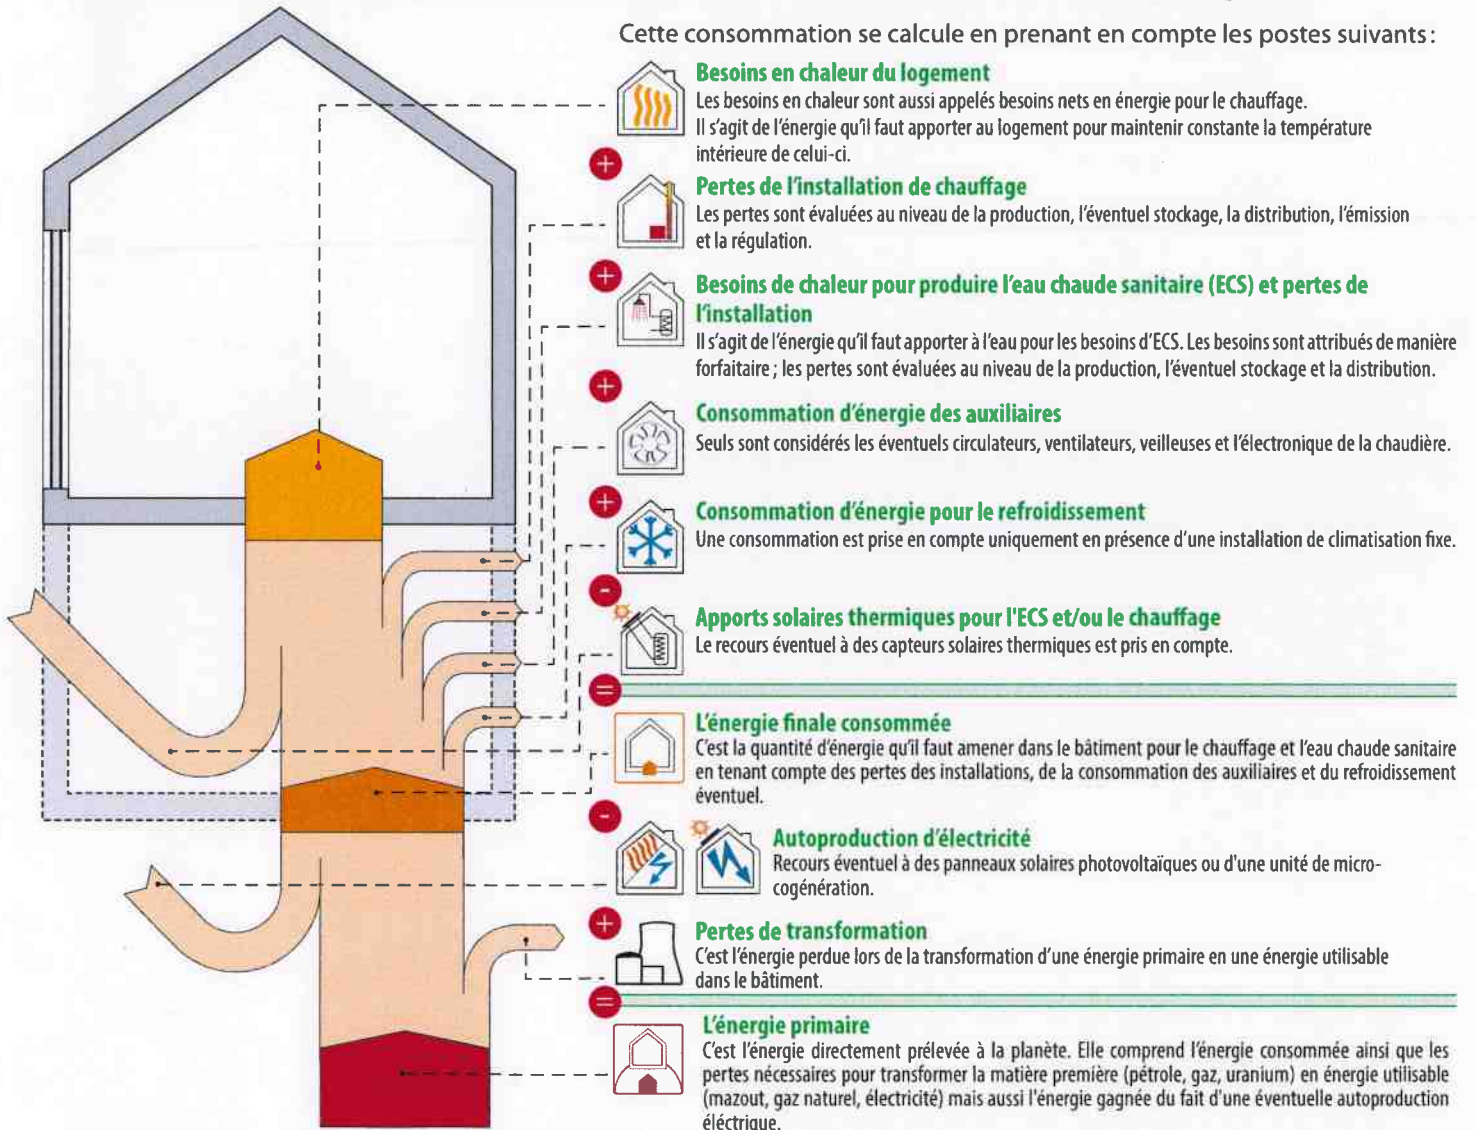 Cette consommation se calcule en prenant en compte les postes suivants :
Besoins en chaleur du logement
Les besoins en chaleur sont aussi appelés besoins nets en énergie pour le chauffage.
Il s'agit de l'énergie qu'il faut apporter au logement pour maintenir constante la température
intérieure de celui-ci.
+
Pertes de l'installation de chauffage
Les pertes sont évaluées au niveau de la production, l'éventuel stockage, la distribution, l'émission
et la régulation.
+
Besoins de chaleur pour produire l'eau chaude sanitaire (ECS) et pertes de
l'installation
Il s'agit de l'énergie qu'il faut apporter à l'eau pour les besoins d'ECS. Les besoins sont attribués de manière
forfaitaire ; les pertes sont évaluées au niveau de la production, l'éventuel stockage et la distribution.
+
Consommation d'énergie des auxiliaires
Seuls sont considérés les éventuels circulateurs, ventilateurs, veilleuses et l'électronique de la chaudière.
+
Consommation d'énergie pour le refroidissement
Une consommation est prise en compte uniquement en présence d'une installation de climatisation fixe.
-
Apports solaires thermiques pour l'ECS et/ou le chauffage
Le recours éventuel à des capteurs solaires thermiques est pris en compte.
=
L'énergie finale consommée
C'est la quantité d'énergie qu'il faut amener dans le bâtiment pour le chauffage et l'eau chaude sanitaire
en tenant compte des pertes des installations, de la consommation des auxiliaires et du refroidissement
éventuel.
-
Autoproduction d'électricité
Recours éventuel à des panneaux solaires photovoltaïques ou d'une unité de micro-
cogénération.
+
Pertes de transformation
C'est l'énergie perdue lors de la transformation d'une énergie primaire en une énergie utilisable
dans le bâtiment.
=
L'énergie primaire
C'est l'énergie directement prélevée à la planète. Elle comprend l'énergie consommée ainsi que les
pertes nécessaires pour transformer la matière première (pétrole, gaz, uranium) en énergie utilisable
(mazout, gaz naturel, électricité) mais aussi l'énergie gagnée du fait d'une éventuelle autoproduction
éléctrique.